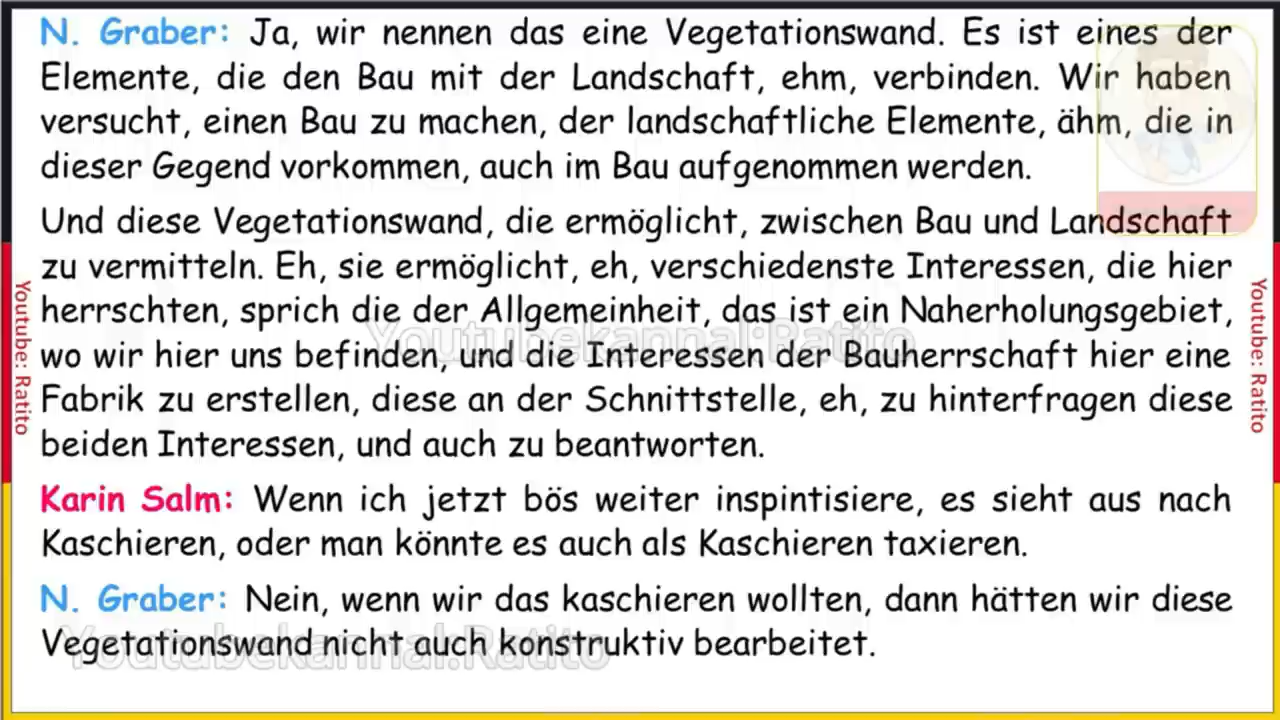 N. Graber: Ja, wir nennen das eine Vegetationswand. Es ist eines der
Elemente, die den Bau mit der Landschaft, ehm, verbinden. Wir haben
versucht, einen Bau zu machen, der landschaftliche Elemente, ähm, die in
dieser Gegend vorkommen, auch im Bau aufgenommen werden.
Und diese Vegetationswand, die ermöglicht, zwischen Bau und Landschaft
zu vermitteln. Eh, sie ermöglicht, eh, verschiedenste Interessen, die hier
herrschten, sprich die der Allgemeinheit, das ist ein Naherholungsgebiet,
Youtubekannal:Ratito
wo wir hier uns befinden, und die Interessen der Bauherrschaft hier eine
Fabrik zu erstellen, diese an der Schnittstelle, eh, zu hinterfragen diese
beiden Interessen, und auch zu beantworten.
Karin Salm: Wenn ich jetzt bös weiter inspintisiere, es sieht aus nach
Kaschieren, oder man könnte es auch als Kaschieren taxieren.
N. Graber: Nein, wenn wir das kaschieren wollten, dann hätten wir diese
Vegetationswand nicht auch konstruktiv bearbeitet.
Youtubekannal:Ratito
Youtube: Ratito
Youtube: Ratito